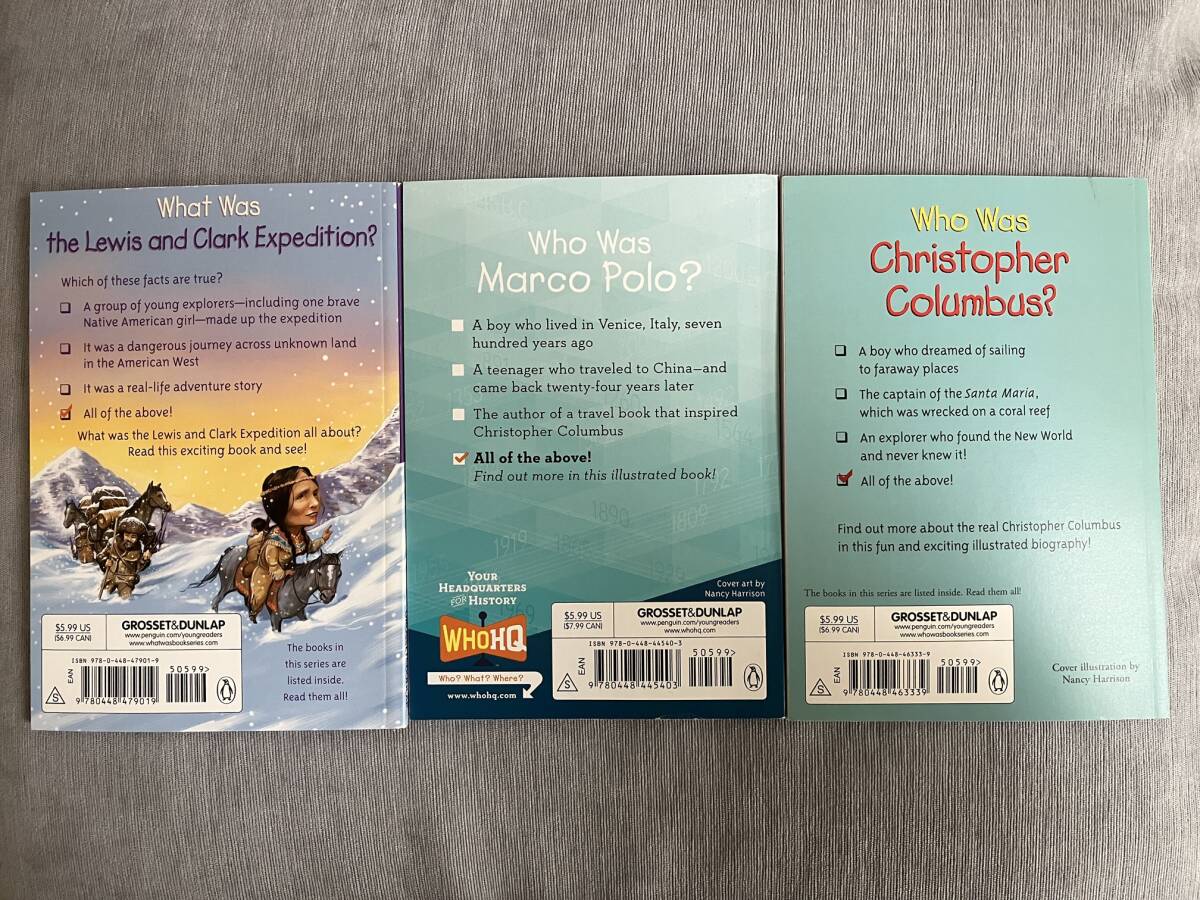 What Was
the Lewis and Clark Expedition?
Which of these facts are true?
A group of young explorers—including one brave
Native American girl—made up the expedition
It was a dangerous journey across unknown land
in the American West
It was a real-life adventure story
All of the above!
What was the Lewis and Clark Expedition all about?
Read this exciting book and see!
$5.99 US
($6.99 CAN)
GROSSET&DUNLAP
www.penguin.com/youngreaders
www.whatwasbookseries.com
ISBN 978-0-448-47901-9
50599>
EAN
S
9 780448 479019
The books in
this series are
listed inside.
Read them all!
Who Was
Marco Polo?
A boy who lived in Venice, Italy, seven
hundred years ago
A teenager who traveled to China—and
came back twenty-four years later
The author of a travel book that inspired
Christopher Columbus
All of the above!
Find out more in this illustrated book!
1792
1890
1809
1919
Your
Headquarters
for History
WHOHQ
Who? What? Where?
www.whohq.com
Cover art by
Nancy Harrison
$5.99 US
($7.99 CAN)
GROSSET&DUNLAP
www.penguin.com/youngreaders
www.whohq.com
ISBN 978-0-448-44540-3
50599>
EAN
S
9 780448 445403
Who Was
Christopher
Columbus?
A boy who dreamed of sailing
to faraway places
The captain of the Santa Maria,
which was wrecked on a coral reef
An explorer who found the New World
and never knew it!
All of the above!
Find out more about the real Christopher Columbus
in this fun and exciting illustrated biography!
The books in this series are listed inside. Read them all!
$5.99 US
($6.99 CAN)
GROSSET&DUNLAP
www.penguin.com/youngreaders
www.whowasbookseries.com
ISBN 978-0-448-46333-9
50599>
EAN
S
9 780448 463339
Cover illustration by
Nancy Harrison